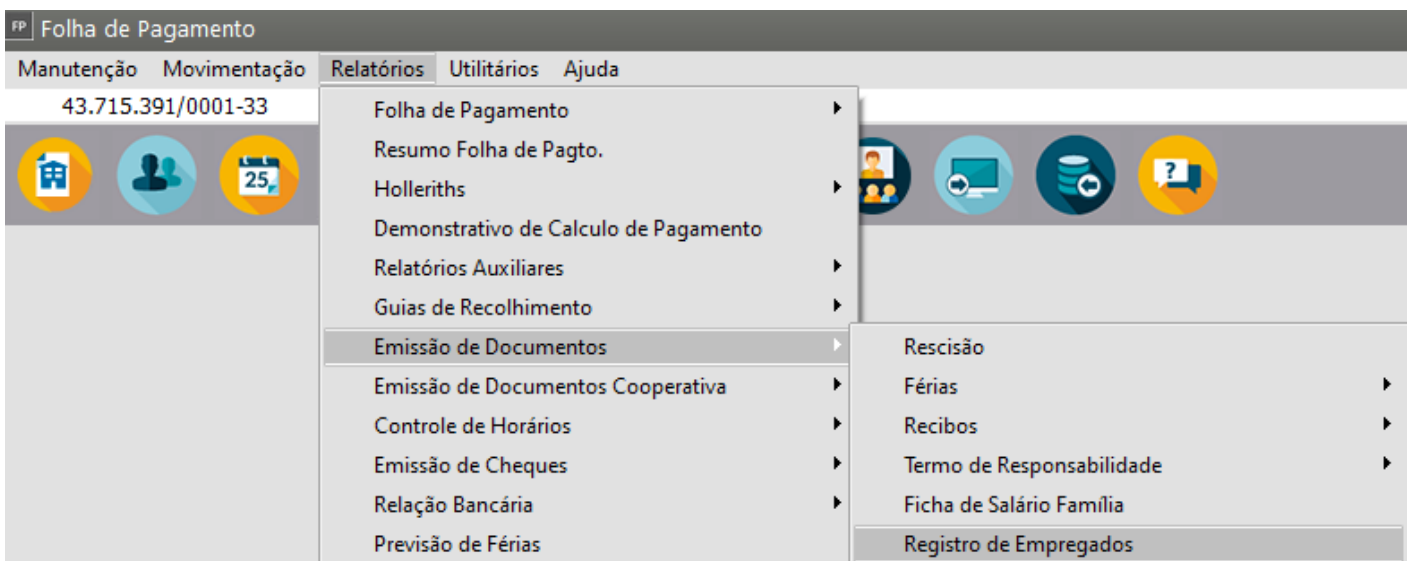 FP Folha de Pagamento
Manutenção Movimentação Relatórios Utilitários Ajuda
43.715.391/0001-33
25
?
Folha de Pagamento
Resumo Folha de Pagto.
Holleriths
Demonstrativo de Calculo de Pagamento
Relatórios Auxiliares
Guias de Recolhimento
Emissão de Documentos
Emissão de Documentos Cooperativa
Controle de Horários
Emissão de Cheques
Relação Bancária
Previsão de Férias
Rescisão
Férias
Recibos
Termo de Responsabilidade
Ficha de Salário Família
Registro de Empregados